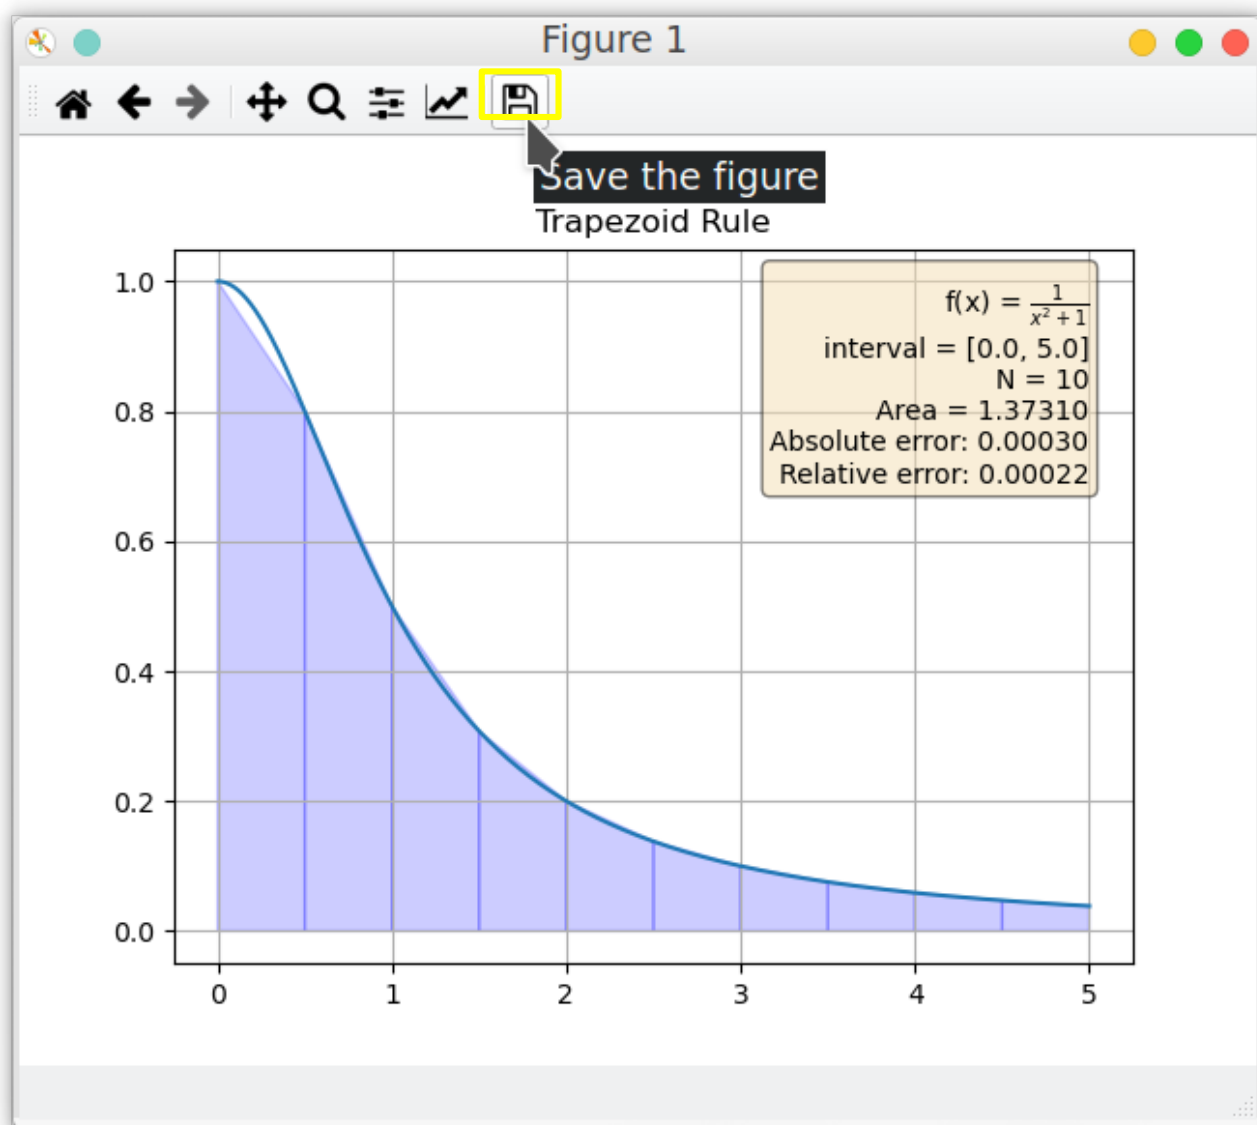 Figure 1
Save the figure
Trapezoid Rule
f(x) = 1/(x² + 1)
interval = [0.0, 5.0]
N = 10
Area = 1.37310
Absolute error: 0.00030
Relative error: 0.00022
1.0
0.8
0.6
0.4
0.2
0.0
0 1 2 3 4 5